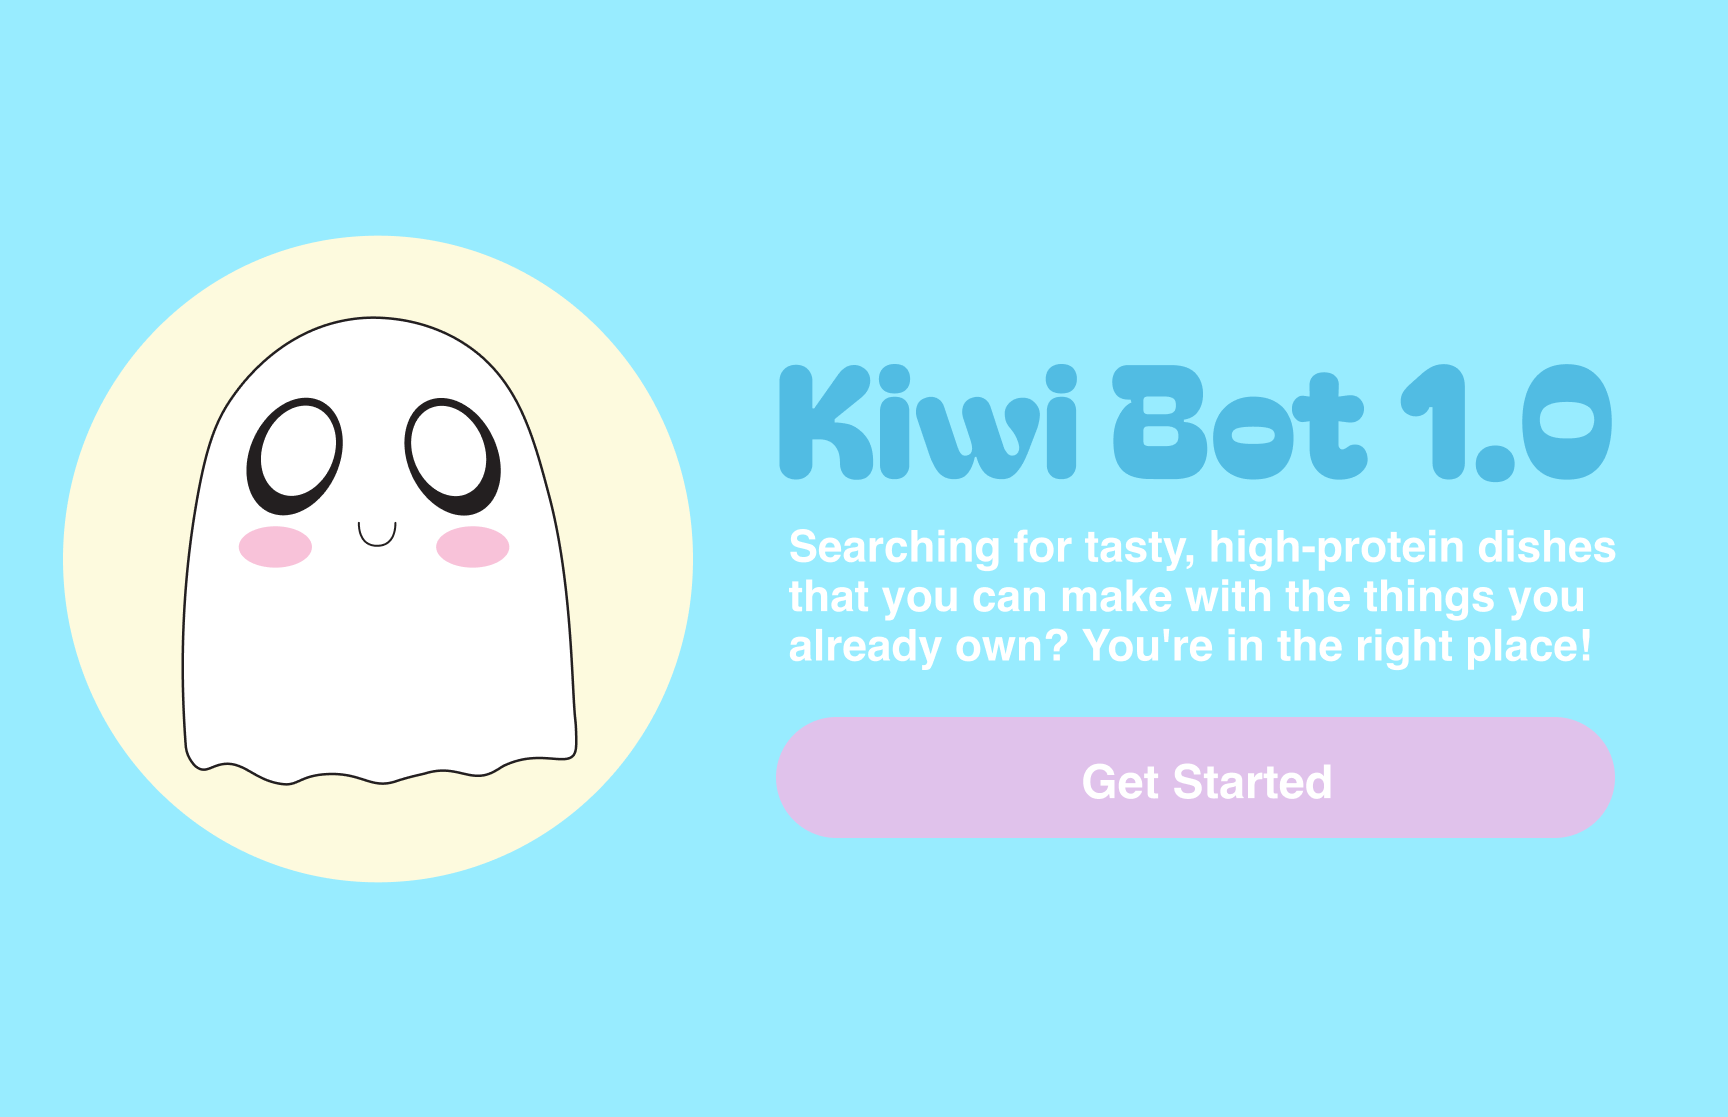 Kiwi Bot 1.0
Searching for tasty, high-protein dishes
that you can make with the things you
already own? You're in the right place!
Get Started